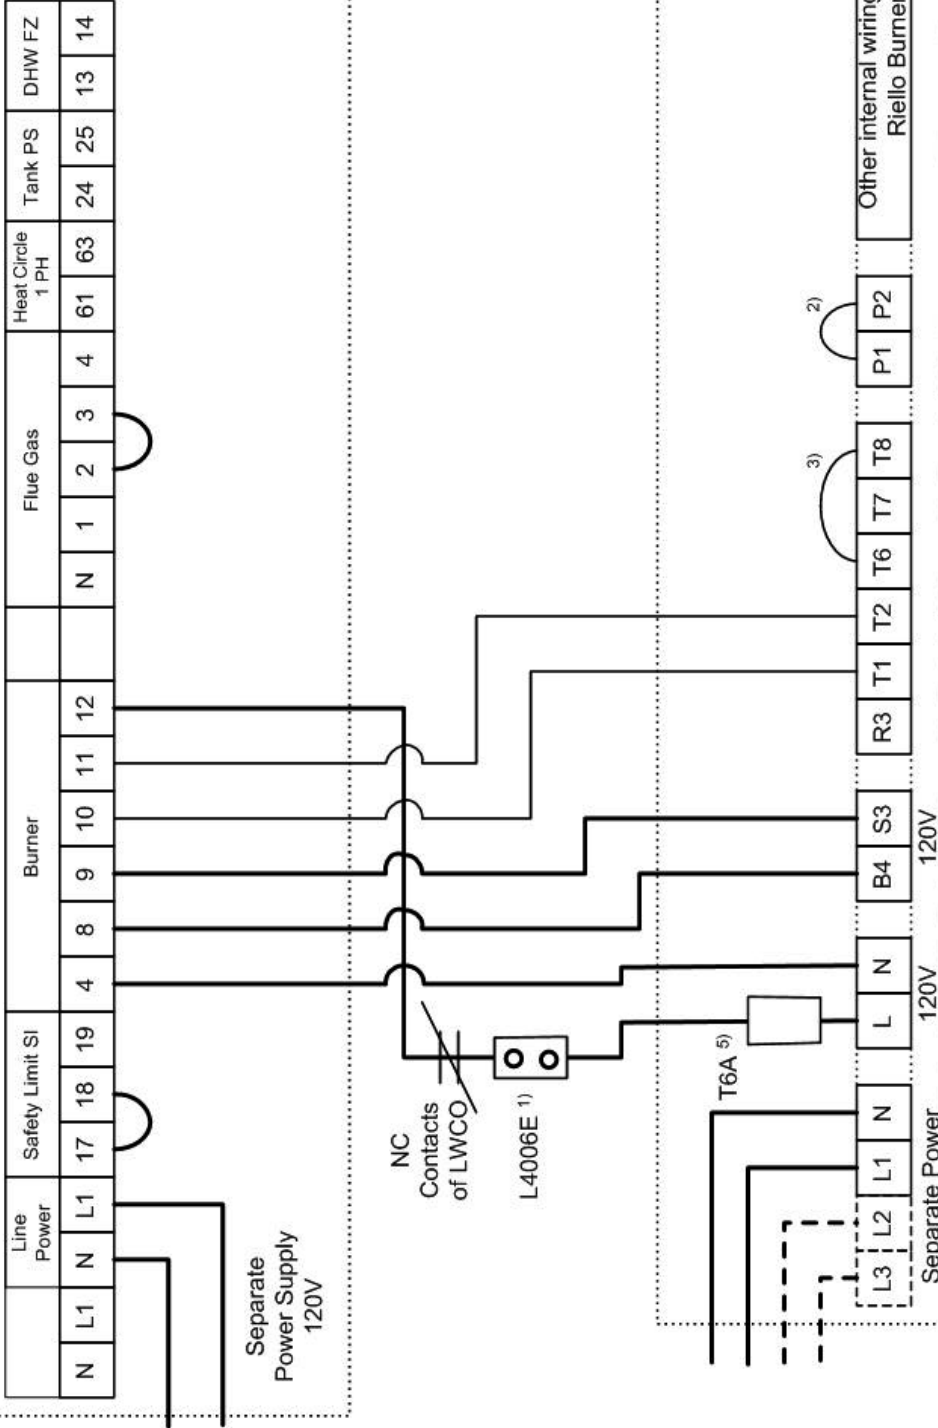 Line
Power
Safety Limit SI
Burner
Flue Gas
Heat Circle
1 PH
Tank PS
DHW FZ
N L1 N L1 17 18 19 4 8 9 10 11 12 N 1 2 3 4 61 63 24 25 13 14
Separate
Power Supply
120V
NC
Contacts
of LWCO
L4006E 1)
T6A 5)
3)
2)
L3 L2 L1 N L N B4 S3 R3 T1 T2 T6 T7 T8 P1 P2
Other internal wiring
Riello Burner
Separate Power
120V
120V